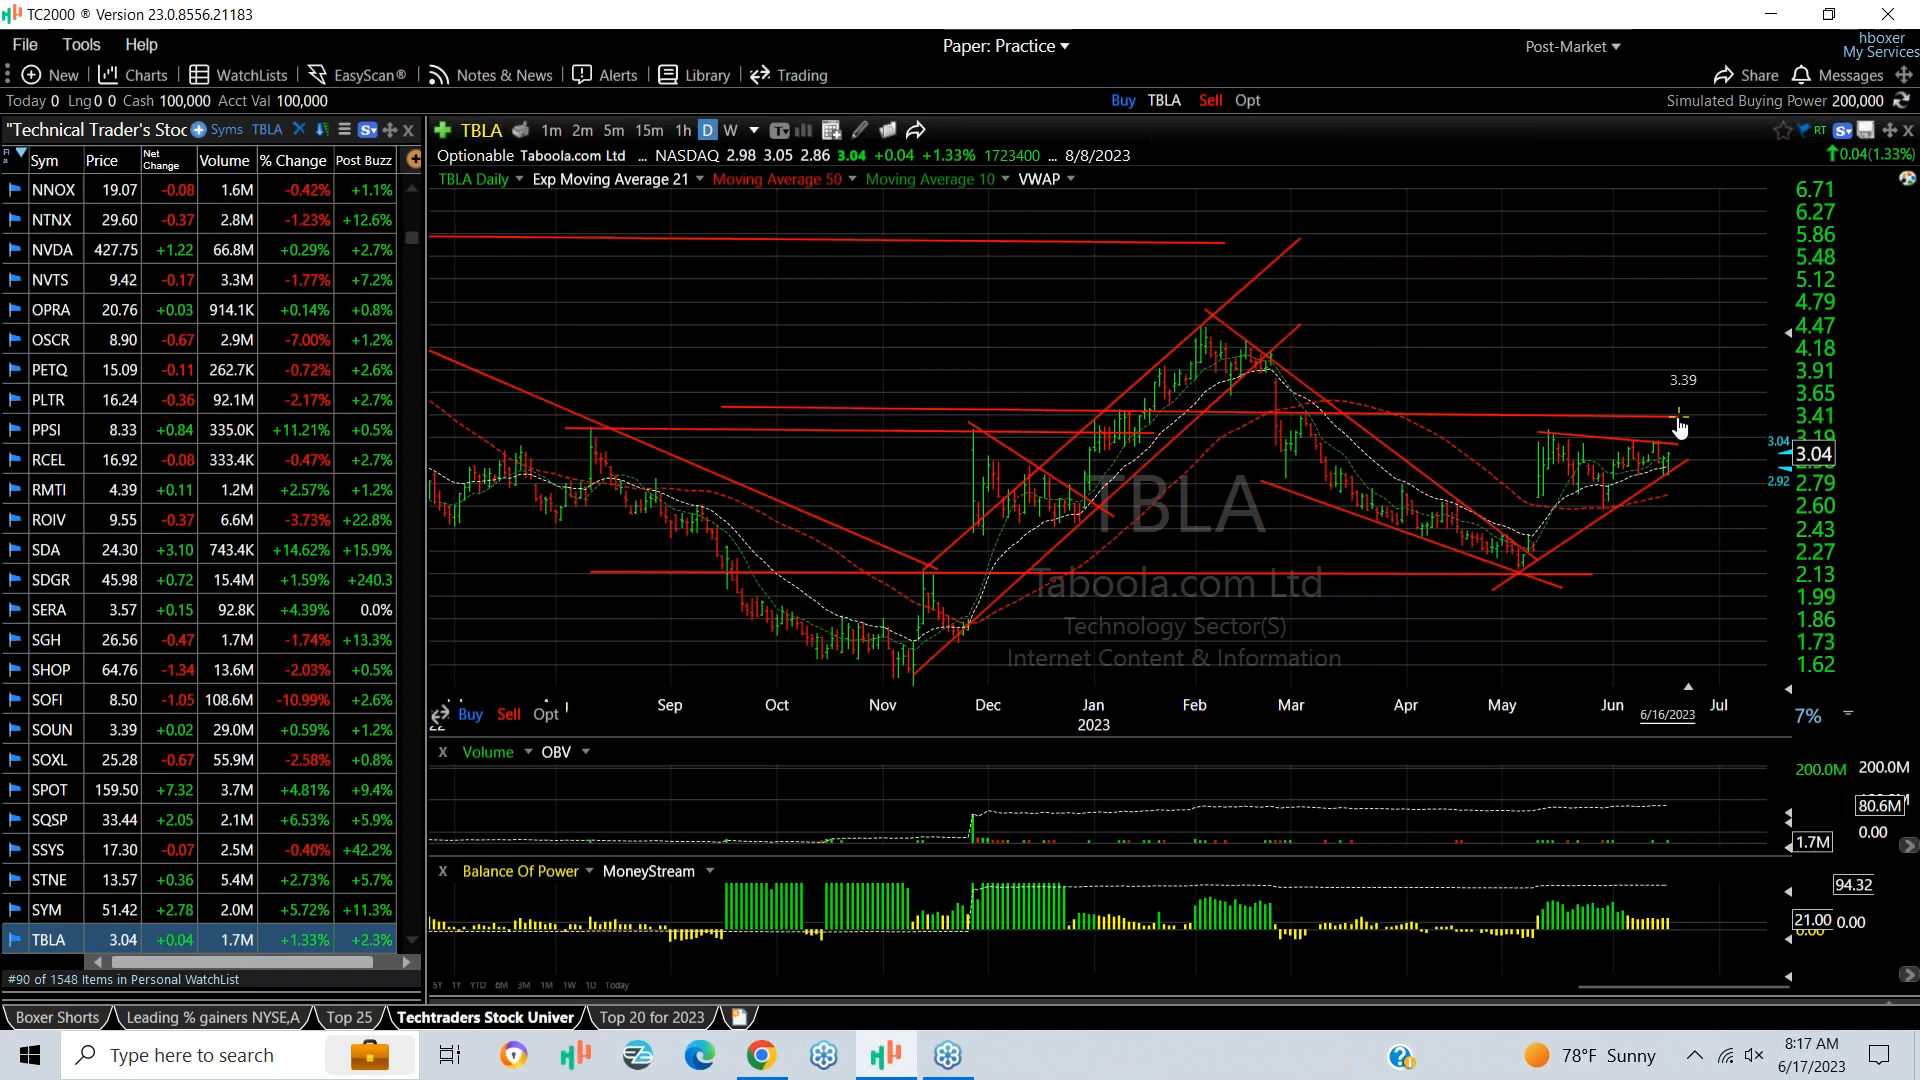 TC2000 ® Version 23.0.8556.21183
File Tools Help
Paper: Practice
Post-Market
hboxer
My Services
New Charts WatchLists EasyScan® Notes & News Alerts Library Trading
Share Messages
Today 0 Lng 0 0 Cash 100,000 Acct Val 100,000
Buy TBLA Sell Opt
Simulated Buying Power 200,000
"Technical Trader's Stoc Syms TBLA
TBLA 1m 2m 5m 15m 1h D W
RT
Sym Price Net Change Volume % Change Post Buzz
Optionable Taboola.com Ltd ... NASDAQ 2.98 3.05 2.86 3.04 +0.04 +1.33% 1723400 ... 8/8/2023
0.04(1.33%)
TBLA Daily Exp Moving Average 21 Moving Average 50 Moving Average 10 VWAP
NNOX 19.07 -0.08 1.6M -0.42% +1.1%
NTNX 29.60 -0.37 2.8M -1.23% +12.6%
NVDA 427.75 +1.22 66.8M +0.29% +2.7%
NVTS 9.42 -0.17 3.3M -1.77% +7.2%
OPRA 20.76 +0.03 914.1K +0.14% +0.8%
OSCR 8.90 -0.67 2.9M -7.00% +1.2%
PETQ 15.09 -0.11 262.7K -0.72% +2.6%
PLTR 16.24 -0.36 92.1M -2.17% +2.7%
PPSI 8.33 +0.84 335.0K +11.21% +0.5%
RCEL 16.92 -0.08 333.4K -0.47% +2.7%
RMTI 4.39 +0.11 1.2M +2.57% +1.2%
ROIV 9.55 -0.37 6.6M -3.73% +22.8%
SDA 24.30 +3.10 743.4K +14.62% +15.9%
SDGR 45.98 +0.72 15.4M +1.59% +240.3
SERA 3.57 +0.15 92.8K +4.39% 0.0%
SGH 26.56 -0.47 1.7M -1.74% +13.3%
SHOP 64.76 -1.34 13.6M -2.03% +0.5%
SOFI 8.50 -1.05 108.6M -10.99% +2.6%
SOUN 3.39 +0.02 29.0M +0.59% +1.2%
SOXL 25.28 -0.67 55.9M -2.58% +0.8%
SPOT 159.50 +7.32 3.7M +4.81% +9.4%
SQSP 33.44 +2.05 2.1M +6.53% +5.9%
SSYS 17.30 -0.07 2.5M -0.40% +42.2%
STNE 13.57 +0.36 5.4M +2.73% +5.7%
SYM 51.42 +2.78 2.0M +5.72% +11.3%
TBLA 3.04 +0.04 1.7M +1.33% +2.3%
#90 of 1548 Items in Personal WatchList
6.71
6.27
5.86
5.48
5.12
4.79
4.47
4.18
3.91
3.65
3.41
3.19
3.04
3.04
2.92
2.79
2.60
2.43
2.27
2.13
1.99
1.86
1.73
1.62
3.39
TBLA
Taboola.com Ltd
Technology Sector(S)
Internet Content & Information
Sep Oct Nov Dec Jan Feb Mar Apr May Jun Jul
2023
6/16/2023
Buy Sell Opt
22
7%
X Volume OBV
200.0M 200.0M
80.6M
0.00
1.7M
X Balance Of Power MoneyStream
94.32
21.00 0.00
5Y 1Y YTD 6M 3M 1M 1W 1D Today
Boxer Shorts Leading % gainers NYSE,A Top 25 Techtraders Stock Univer Top 20 for 2023
Type here to search
78°F Sunny
8:17 AM
6/17/2023